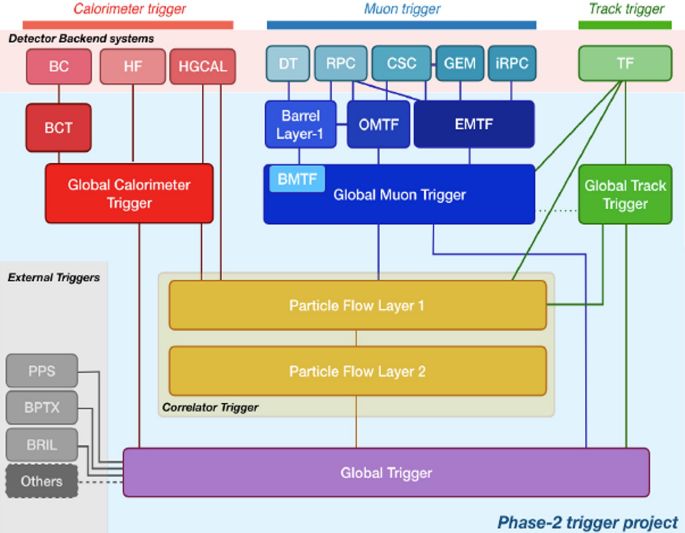 Calorimeter trigger
Muon trigger
Track trigger
Detector Backend systems
BC
HF
HGCAL
DT
RPC
CSC
GEM
iRPC
TF
BCT
Barrel
Layer-1
OMTF
EMTF
Global Calorimeter
Trigger
BMTF
Global Muon Trigger
Global Track
Trigger
External Triggers
Particle Flow Layer 1
Particle Flow Layer 2
Correlator Trigger
PPS
BPTX
BRIL
Others
Global Trigger
Phase-2 trigger project